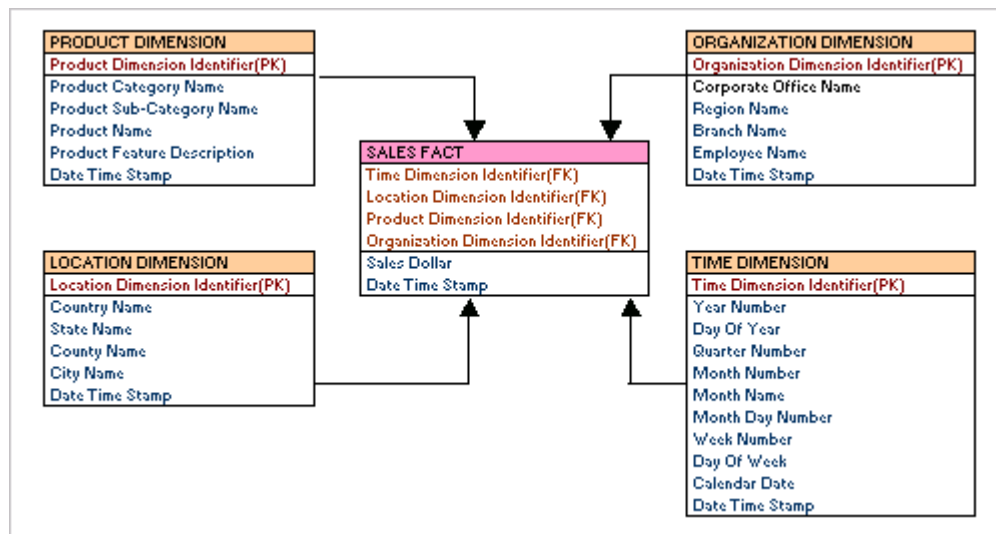 PRODUCT DIMENSION
Product Dimension Identifier(PK)
Product Category Name
Product Sub-Category Name
Product Name
Product Feature Description
Date Time Stamp
ORGANIZATION DIMENSION
Organization Dimension Identifier(PK)
Corporate Office Name
Region Name
Branch Name
Employee Name
Date Time Stamp
SALES FACT
Time Dimension Identifier(FK)
Location Dimension Identifier(FK)
Product Dimension Identifier(FK)
Organization Dimension Identifier(FK)
Sales Dollar
Date Time Stamp
LOCATION DIMENSION
Location Dimension Identifier(PK)
Country Name
State Name
County Name
City Name
Date Time Stamp
TIME DIMENSION
Time Dimension Identifier(PK)
Year Number
Day Of Year
Quarter Number
Month Number
Month Name
Month Day Number
Week Number
Day Of Week
Calendar Date
Date Time Stamp